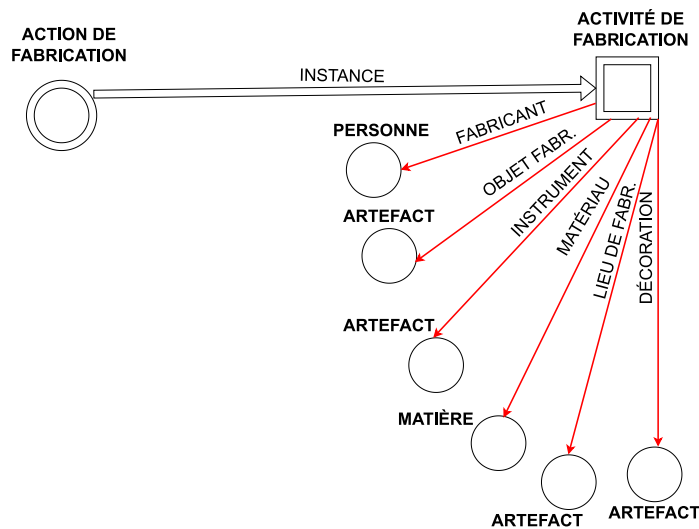 ACTION DE
FABRICATION
ACTIVITÉ DE
FABRICATION
INSTANCE
FABRICANT
PERSONNE
OBJET FABR.
ARTEFACT
INSTRUMENT
ARTEFACT
MATÉRIAU
MATIÈRE
LIEU DE FABR.
ARTEFACT
DÉCORATION
ARTEFACT